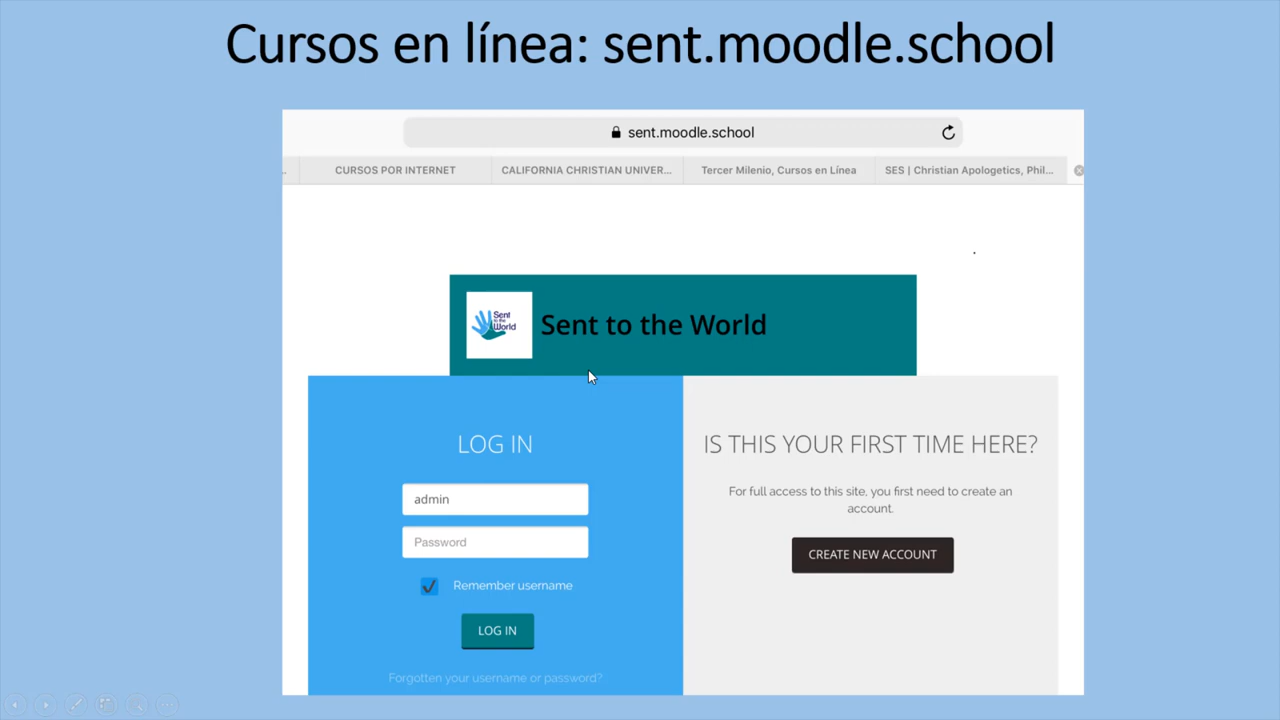 Cursos en línea: sent.moodle.school
sent.moodle.school
..
CURSOS POR INTERNET
CALIFORNIA CHRISTIAN UNIVER...
Tercer Milenio, Cursos en Línea
SES | Christian Apologetics, Phil...
Sent
to the
World
Sent to the World
LOG IN
admin
Password
Remember username
LOG IN
Forgotten your username or password?
IS THIS YOUR FIRST TIME HERE?
For full access to this site, you first need to create an
account.
CREATE NEW ACCOUNT